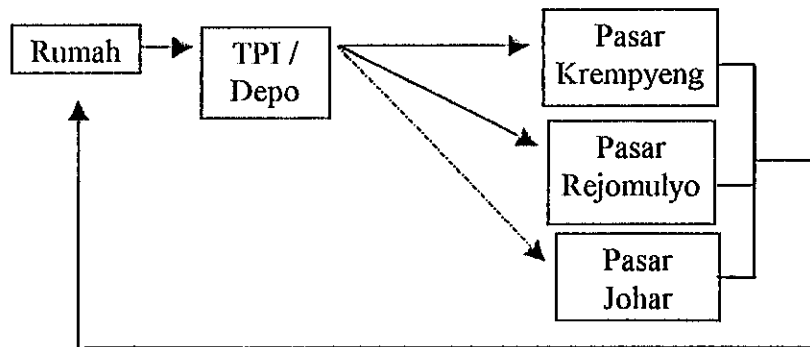 Rumah
TPI /
Depo
Pasar
Krempyeng
Pasar
Rejomulyo
Pasar
Johar